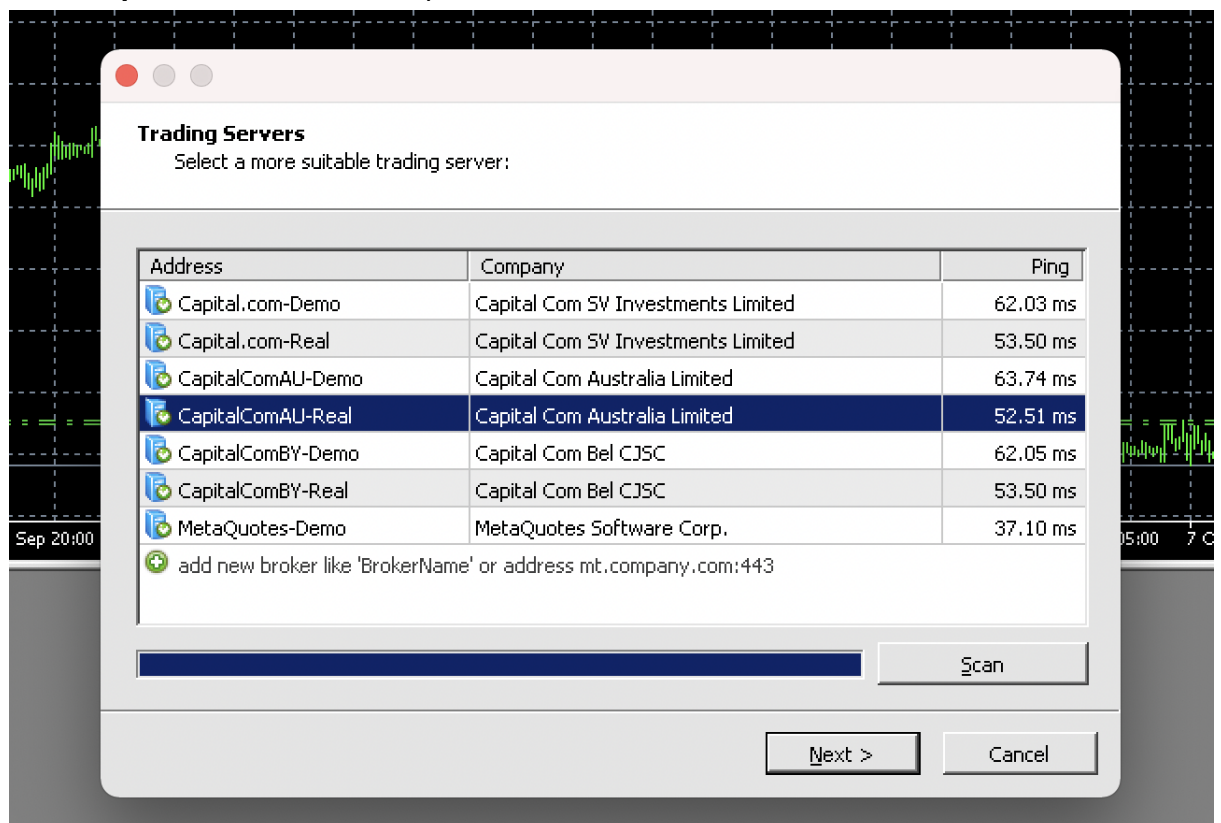 Trading Servers
Select a more suitable trading server:
Address Company Ping
Capital.com-Demo Capital Com SV Investments Limited 62.03 ms
Capital.com-Real Capital Com SV Investments Limited 53.50 ms
CapitalComAU-Demo Capital Com Australia Limited 63.74 ms
CapitalComAU-Real Capital Com Australia Limited 52.51 ms
CapitalComBY-Demo Capital Com Bel CJSC 62.05 ms
CapitalComBY-Real Capital Com Bel CJSC 53.50 ms
MetaQuotes-Demo MetaQuotes Software Corp. 37.10 ms
add new broker like 'BrokerName' or address mt.company.com:443
Sep 20:00 05:00 7
Scan
Next > Cancel